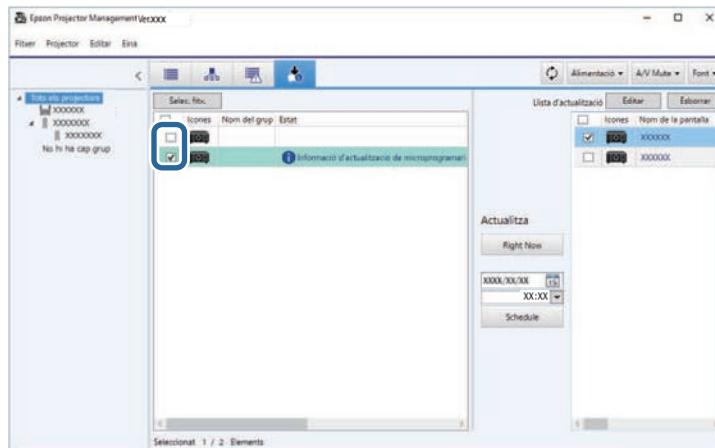 Epson Projector Management Ver.XXX
Fitxer Projector Editar Eina
Alimentació A/V Mute Font
Tots els projectors
XXXXXX
XXXXXXX
XXXXXXX
No hi ha cap grup
Selec. fitx.
Icones Nom del grup Estat
Informació d'actualització de microprogramari
Actualitza
Right Now
XXXX/XX/XX 15
XX:XX
Schedule
Llista d'actualització Editar Esborrar
Icones Nom de la pantalla
XXXXXX
XXXXXX
Seleccionat 1 / 2 Elements